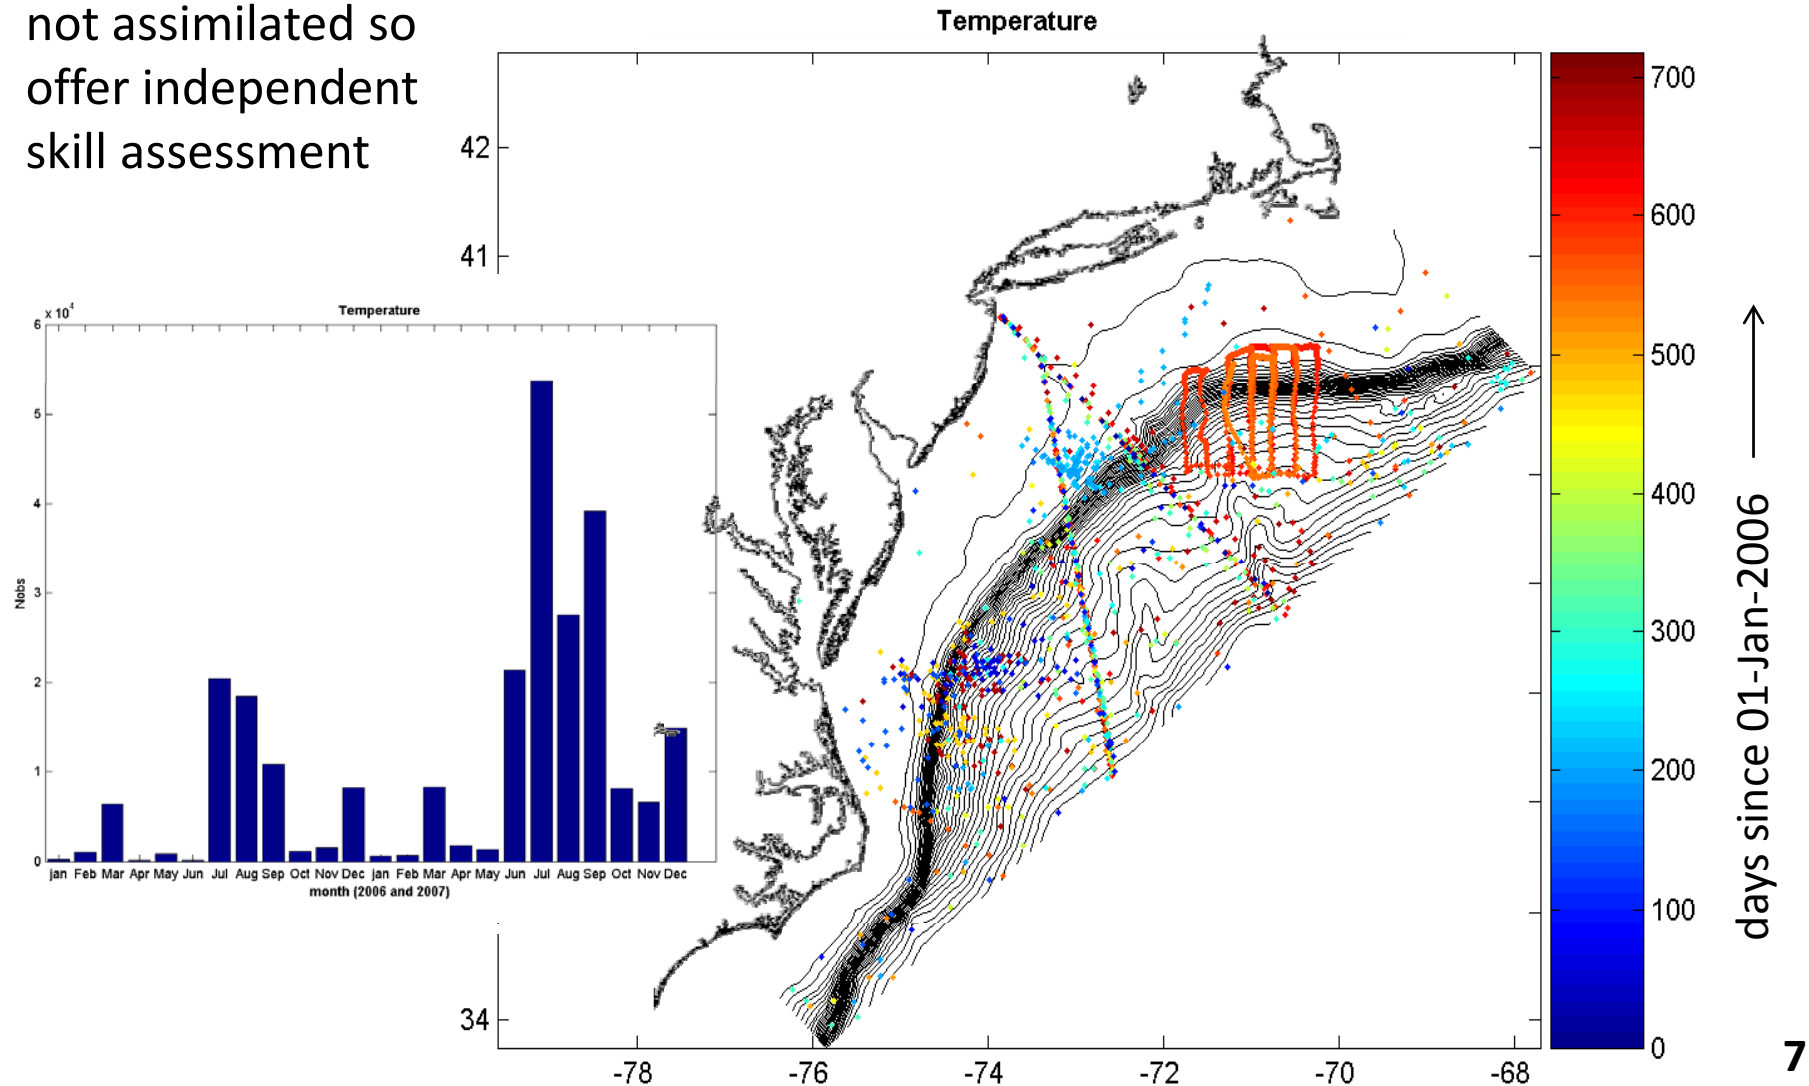 not assimilated so
offer independent
skill assessment
Temperature
42
41
34
-78 -76 -74 -72 -70 -68
700
600
500
400
300
200
100
0
days since 01-Jan-2006
Temperature
x 10^4
6
5
4
3
2
1
0
Nobs
jan Feb Mar Apr May Jun Jul Aug Sep Oct Nov Dec jan Feb Mar Apr May Jun Jul Aug Sep Oct Nov Dec
month (2006 and 2007)
7